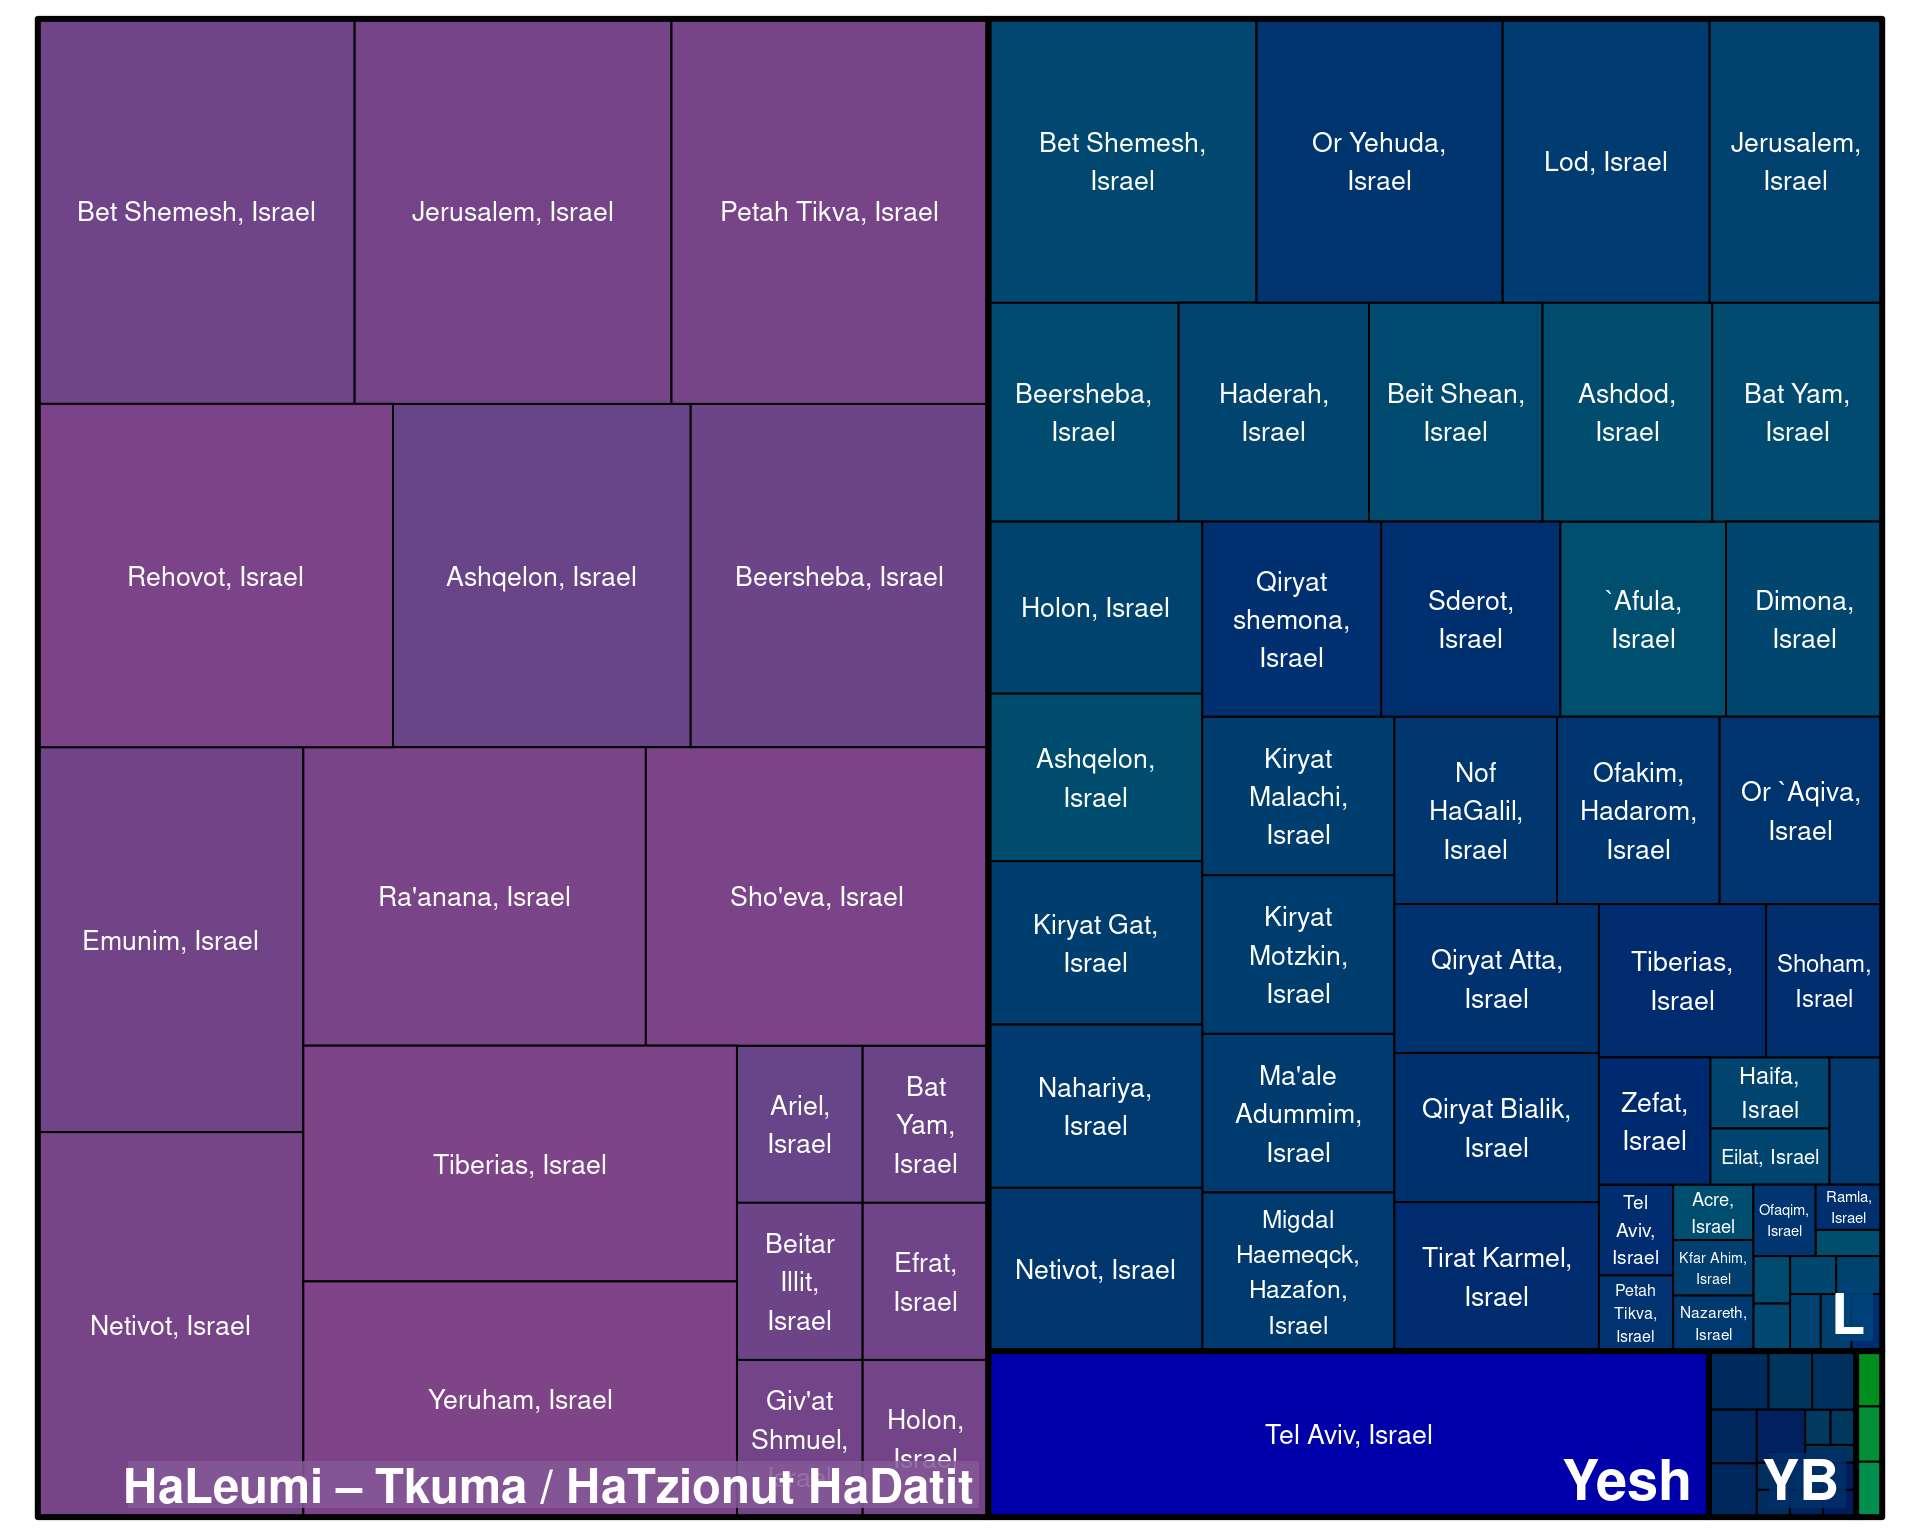 Bet Shemesh, Israel
Jerusalem, Israel
Petah Tikva, Israel
Rehovot, Israel
Ashqelon, Israel
Beersheba, Israel
Emunim, Israel
Ra'anana, Israel
Sho'eva, Israel
Netivot, Israel
Tiberias, Israel
Yeruham, Israel
Ariel,
Israel
Bat
Yam,
Israel
Beitar
Illit,
Israel
Efrat,
Israel
Giv'at
Shmuel,
Israel
Holon,
Israel
HaLeumi – Tkuma / HaTzionut HaDatit
Bet Shemesh,
Israel
Or Yehuda,
Israel
Lod, Israel
Jerusalem,
Israel
Beersheba,
Israel
Haderah,
Israel
Beit Shean,
Israel
Ashdod,
Israel
Bat Yam,
Israel
Holon, Israel
Qiryat
shemona,
Israel
Sderot,
Israel
`Afula,
Israel
Dimona,
Israel
Ashqelon,
Israel
Kiryat
Malachi,
Israel
Nof
HaGalil,
Israel
Ofakim,
Hadarom,
Israel
Or `Aqiva,
Israel
Kiryat Gat,
Israel
Kiryat
Motzkin,
Israel
Qiryat Atta,
Israel
Tiberias,
Israel
Shoham,
Israel
Nahariya,
Israel
Ma'ale
Adummim,
Israel
Qiryat Bialik,
Israel
Zefat,
Israel
Haifa,
Israel
Eilat, Israel
Netivot, Israel
Migdal
Haemeqck,
Hazafon,
Israel
Tirat Karmel,
Israel
Tel
Aviv,
Israel
Acre,
Israel
Ofaqim,
Israel
Ramla,
Israel
Kfar Ahim,
Israel
Petah
Tikva,
Israel
Nazareth,
Israel
L
Tel Aviv, Israel
Yesh
YB